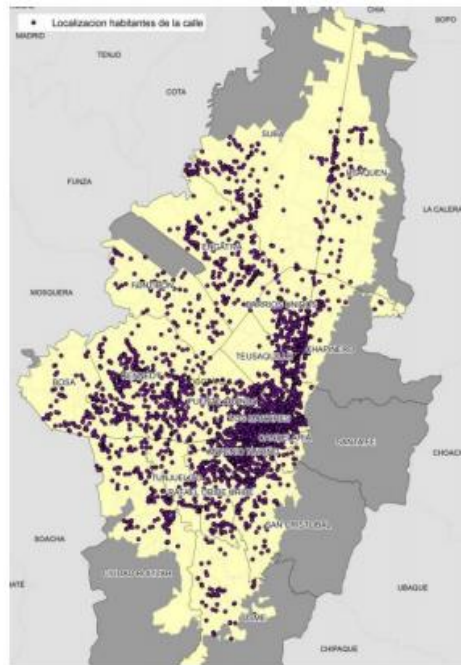 Localizacion habitantes de la calle
CHIA
SOPO
MADRID
TENJO
COTA
SUBA
FUNZA
USAQUEN
LA CALERA
ENGATIVA
FONTIBON
MOSQUERA
BARRIOS UNIDOS
TEUSAQUILLO
CHAPINERO
BOSA
KENNEDY
PUENTE ARANDA
LOS MARTIRES
CANDELARIA
SANTA FE
ANTONIO NARIÑO
CHOACH
TUNJUELITO
RAFAEL URIBE URIBE
SAN CRISTOBAL
SOACHA
CIUDAD BOLIVAR
UBAQUE
USME
CHIPAQUE